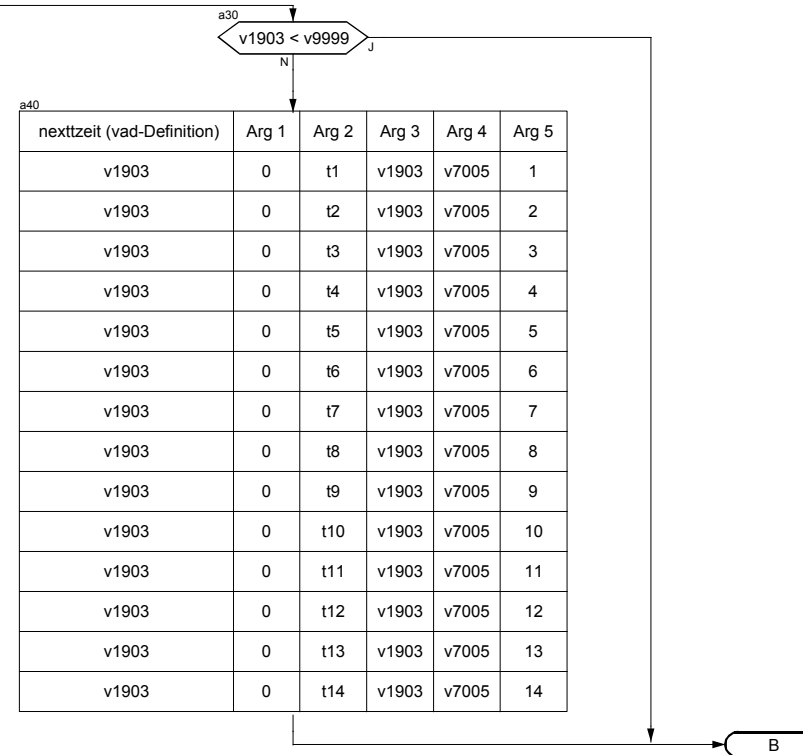 a30
v1903 < v9999
J
N
a40
nexttzeit (vad-Definition) Arg 1 Arg 2 Arg 3 Arg 4 Arg 5
v1903 0 t1 v1903 v7005 1
v1903 0 t2 v1903 v7005 2
v1903 0 t3 v1903 v7005 3
v1903 0 t4 v1903 v7005 4
v1903 0 t5 v1903 v7005 5
v1903 0 t6 v1903 v7005 6
v1903 0 t7 v1903 v7005 7
v1903 0 t8 v1903 v7005 8
v1903 0 t9 v1903 v7005 9
v1903 0 t10 v1903 v7005 10
v1903 0 t11 v1903 v7005 11
v1903 0 t12 v1903 v7005 12
v1903 0 t13 v1903 v7005 13
v1903 0 t14 v1903 v7005 14
B